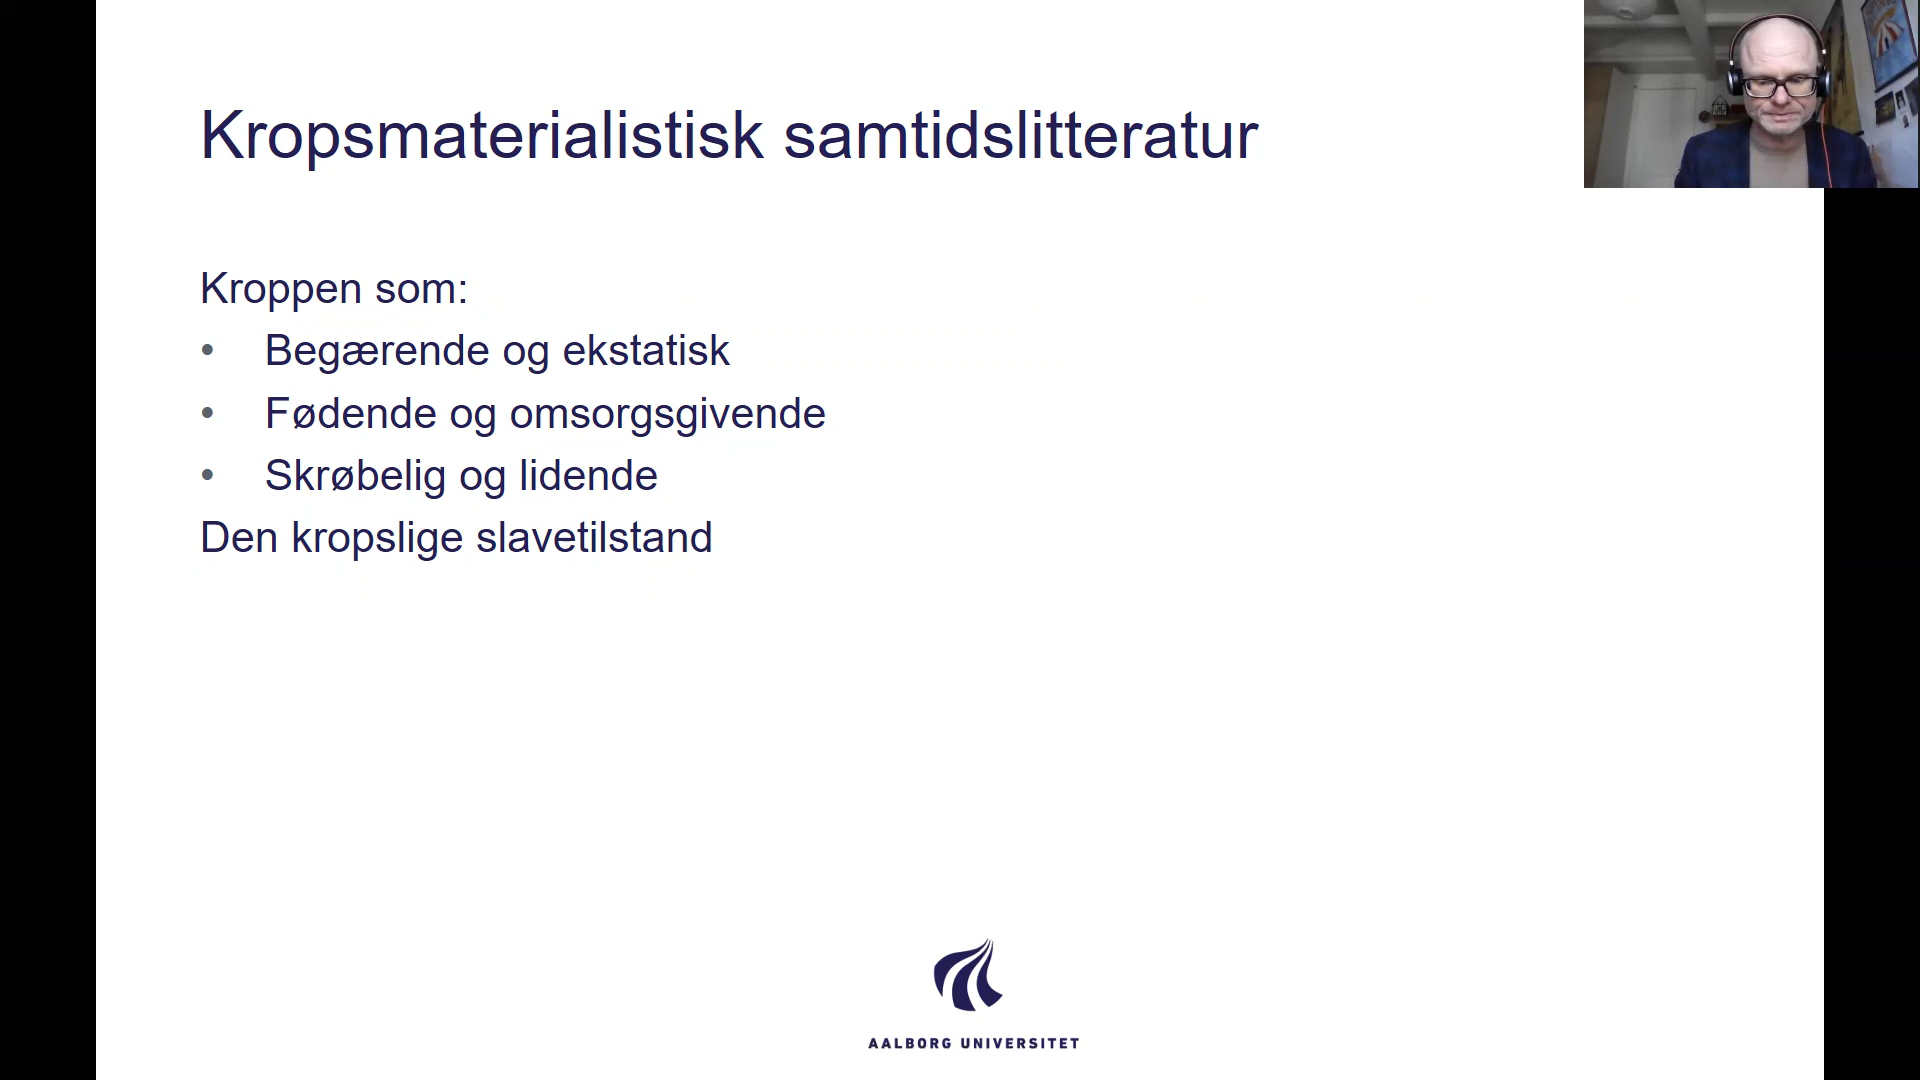 Kropsmaterialistisk samtidslitteratur
Kroppen som:
• Begærende og ekstatisk
• Fødende og omsorgsgivende
• Skrøbelig og lidende
Den kropslige slavetilstand
AALBORG UNIVERSITET